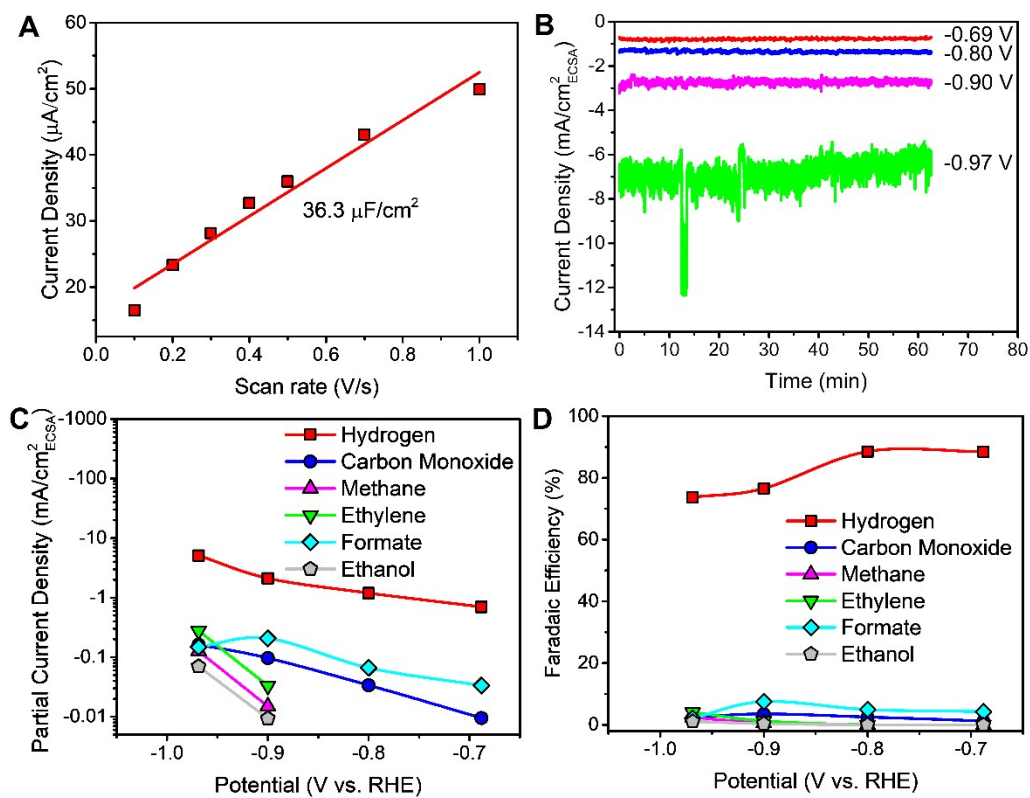 A
Current Density (μA/cm²)
60
50
40
30
20
36.3 μF/cm²
0.0 0.2 0.4 0.6 0.8 1.0
Scan rate (V/s)
B
Current Density (mA/cm²ECSA)
0
-2
-4
-6
-8
-10
-12
-14
-0.69 V
-0.80 V
-0.90 V
-0.97 V
0 10 20 30 40 50 60 70 80
Time (min)
C
Partial Current Density (mA/cm²ECSA)
-1000
-100
-10
-1
-0.1
-0.01
Hydrogen
Carbon Monoxide
Methane
Ethylene
Formate
Ethanol
-1.0 -0.9 -0.8 -0.7
Potential (V vs. RHE)
D
Faradaic Efficiency (%)
100
80
60
40
20
0
Hydrogen
Carbon Monoxide
Methane
Ethylene
Formate
Ethanol
-1.0 -0.9 -0.8 -0.7
Potential (V vs. RHE)